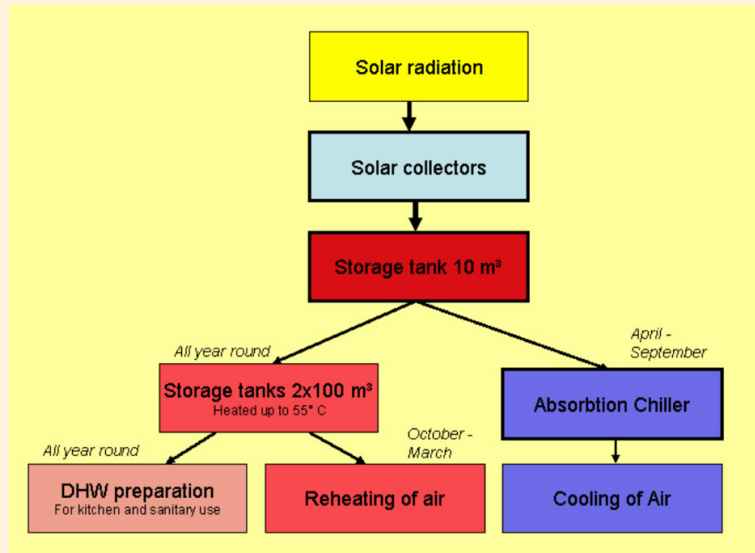 Solar radiation
Solar collectors
Storage tank 10 m³
All year round
April -
September
Storage tanks 2x100 m³
Heated up to 55° C
Absorbtion Chiller
All year round
October -
March
DHW preparation
For kitchen and sanitary use
Reheating of air
Cooling of Air